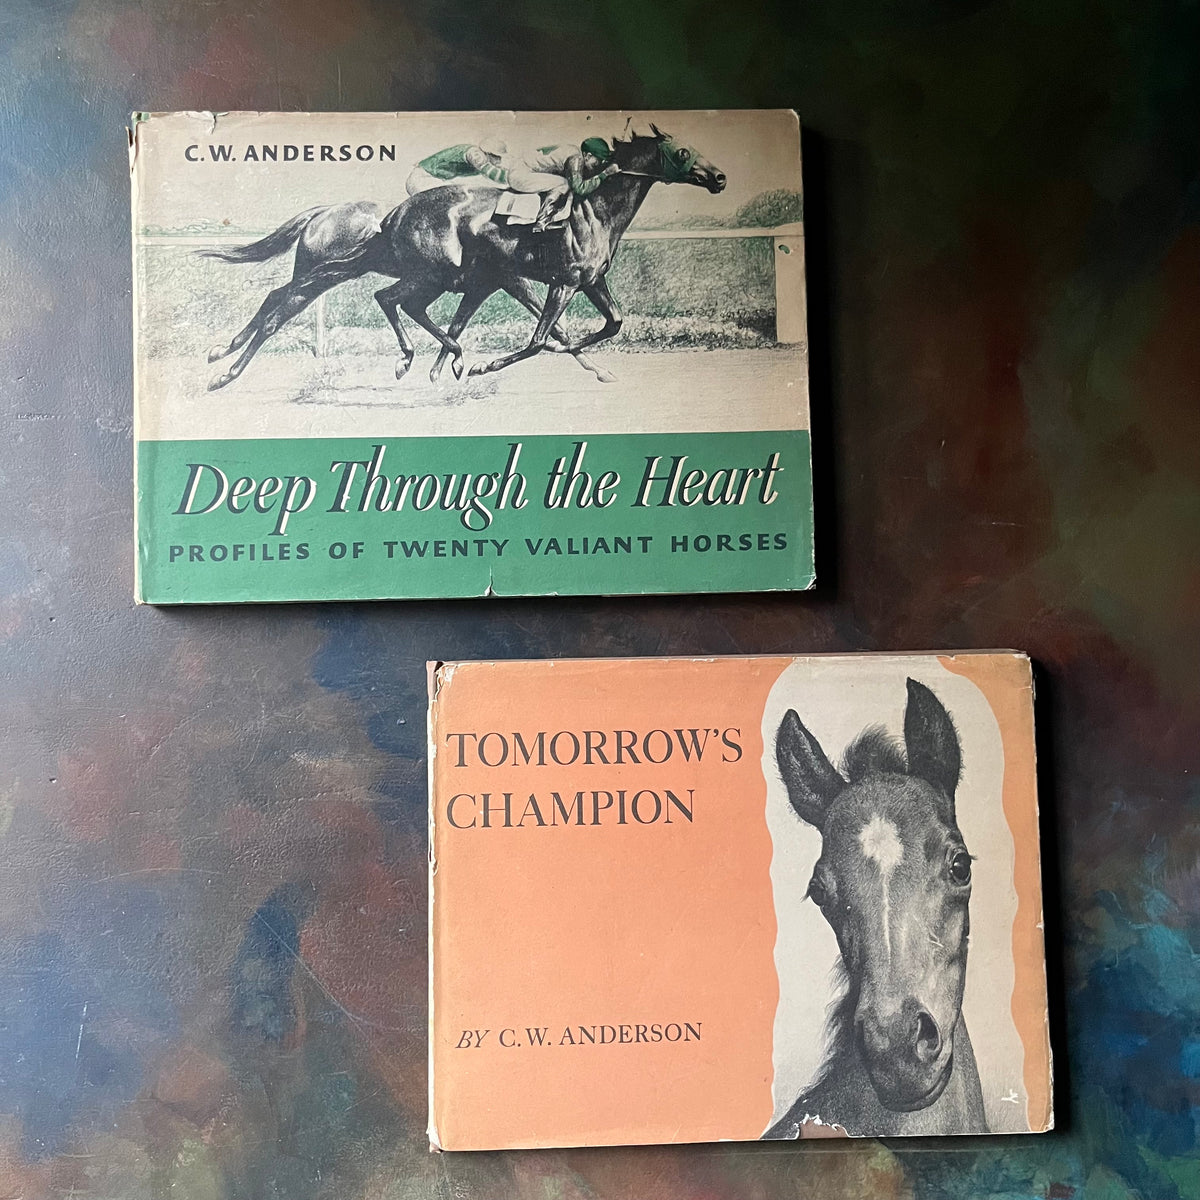 C.W. ANDERSON
Deep Through the Heart
PROFILES OF TWENTY VALIANT HORSES
TOMORROW'S
CHAMPION
BY C.W. ANDERSON